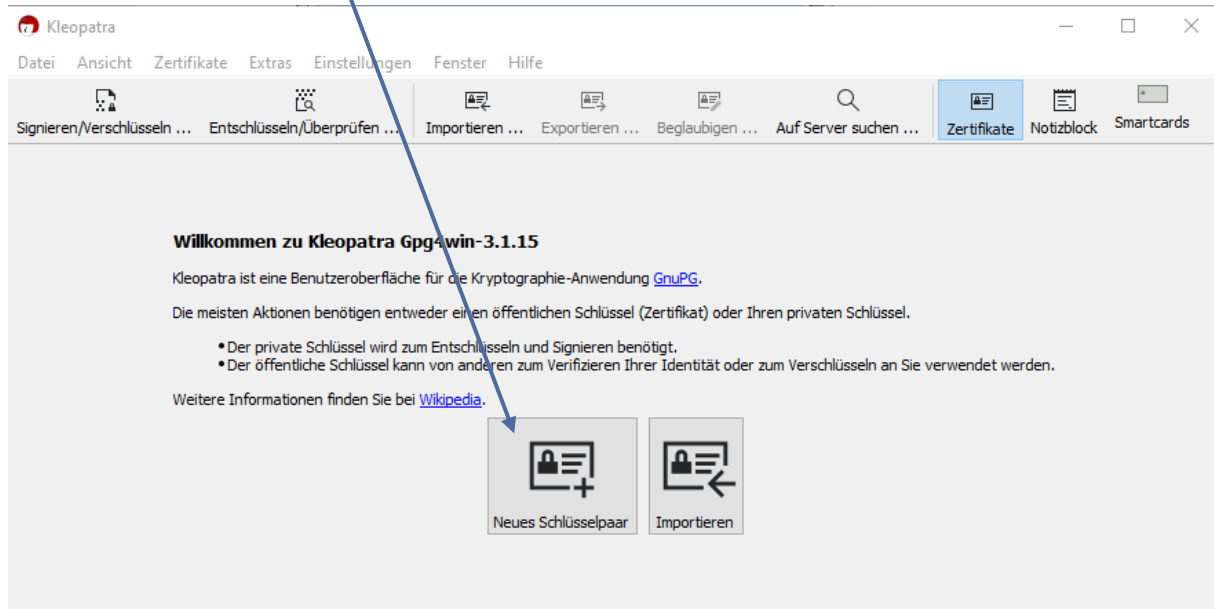 Kleopatra
Datei Ansicht Zertifikate Extras Einstellungen Fenster Hilfe
Signieren/Verschlüsseln ... Entschlüsseln/Überprüfen ... Importieren ... Exportieren ... Beglaubigen ... Auf Server suchen ... Zertifikate Notizblock Smartcards
Willkommen zu Kleopatra Gpg4win-3.1.15
Kleopatra ist eine Benutzeroberfläche für die Kryptographie-Anwendung GnuPG.
Die meisten Aktionen benötigen entweder einen öffentlichen Schlüssel (Zertifikat) oder Ihren privaten Schlüssel.
•Der private Schlüssel wird zum Entschlüsseln und Signieren benötigt.
•Der öffentliche Schlüssel kann von anderen zum Verifizieren Ihrer Identität oder zum Verschlüsseln an Sie verwendet werden.
Weitere Informationen finden Sie bei Wikipedia.
Neues Schlüsselpaar Importieren